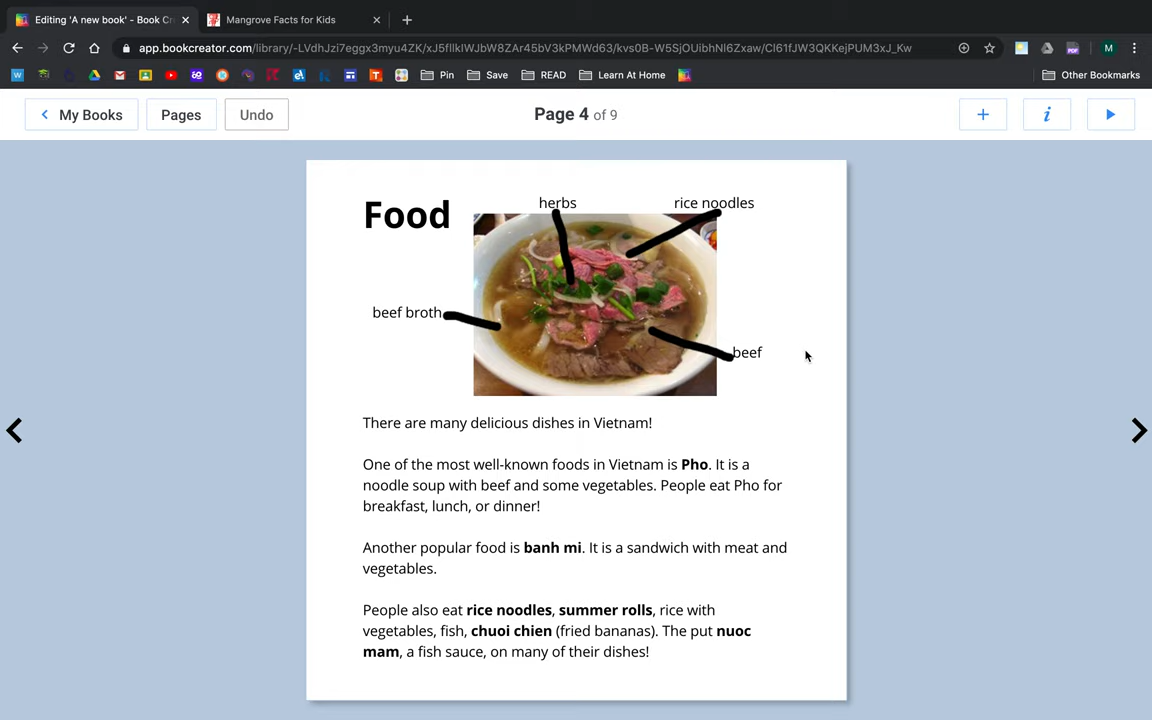 Editing 'A new book' - Book Cr
Mangrove Facts for Kids
app.bookcreator.com/library/-LVdhJzi7eggx3myu4ZK/xJ5fIlkIWJbW8ZAr45bV3kPMWd63/kvs0B-W5SjOUibhNl6Zxaw/CI61fJW3QKKejPUM3xJ_Kw
M
Pin
Save
READ
Learn At Home
Other Bookmarks
My Books
Pages
Undo
Page 4 of 9
Food
herbs
rice noodles
beef broth
beef
There are many delicious dishes in Vietnam!
One of the most well-known foods in Vietnam is Pho. It is a
noodle soup with beef and some vegetables. People eat Pho for
breakfast, lunch, or dinner!
Another popular food is banh mi. It is a sandwich with meat and
vegetables.
People also eat rice noodles, summer rolls, rice with
vegetables, fish, chuoi chien (fried bananas). The put nuoc
mam, a fish sauce, on many of their dishes!